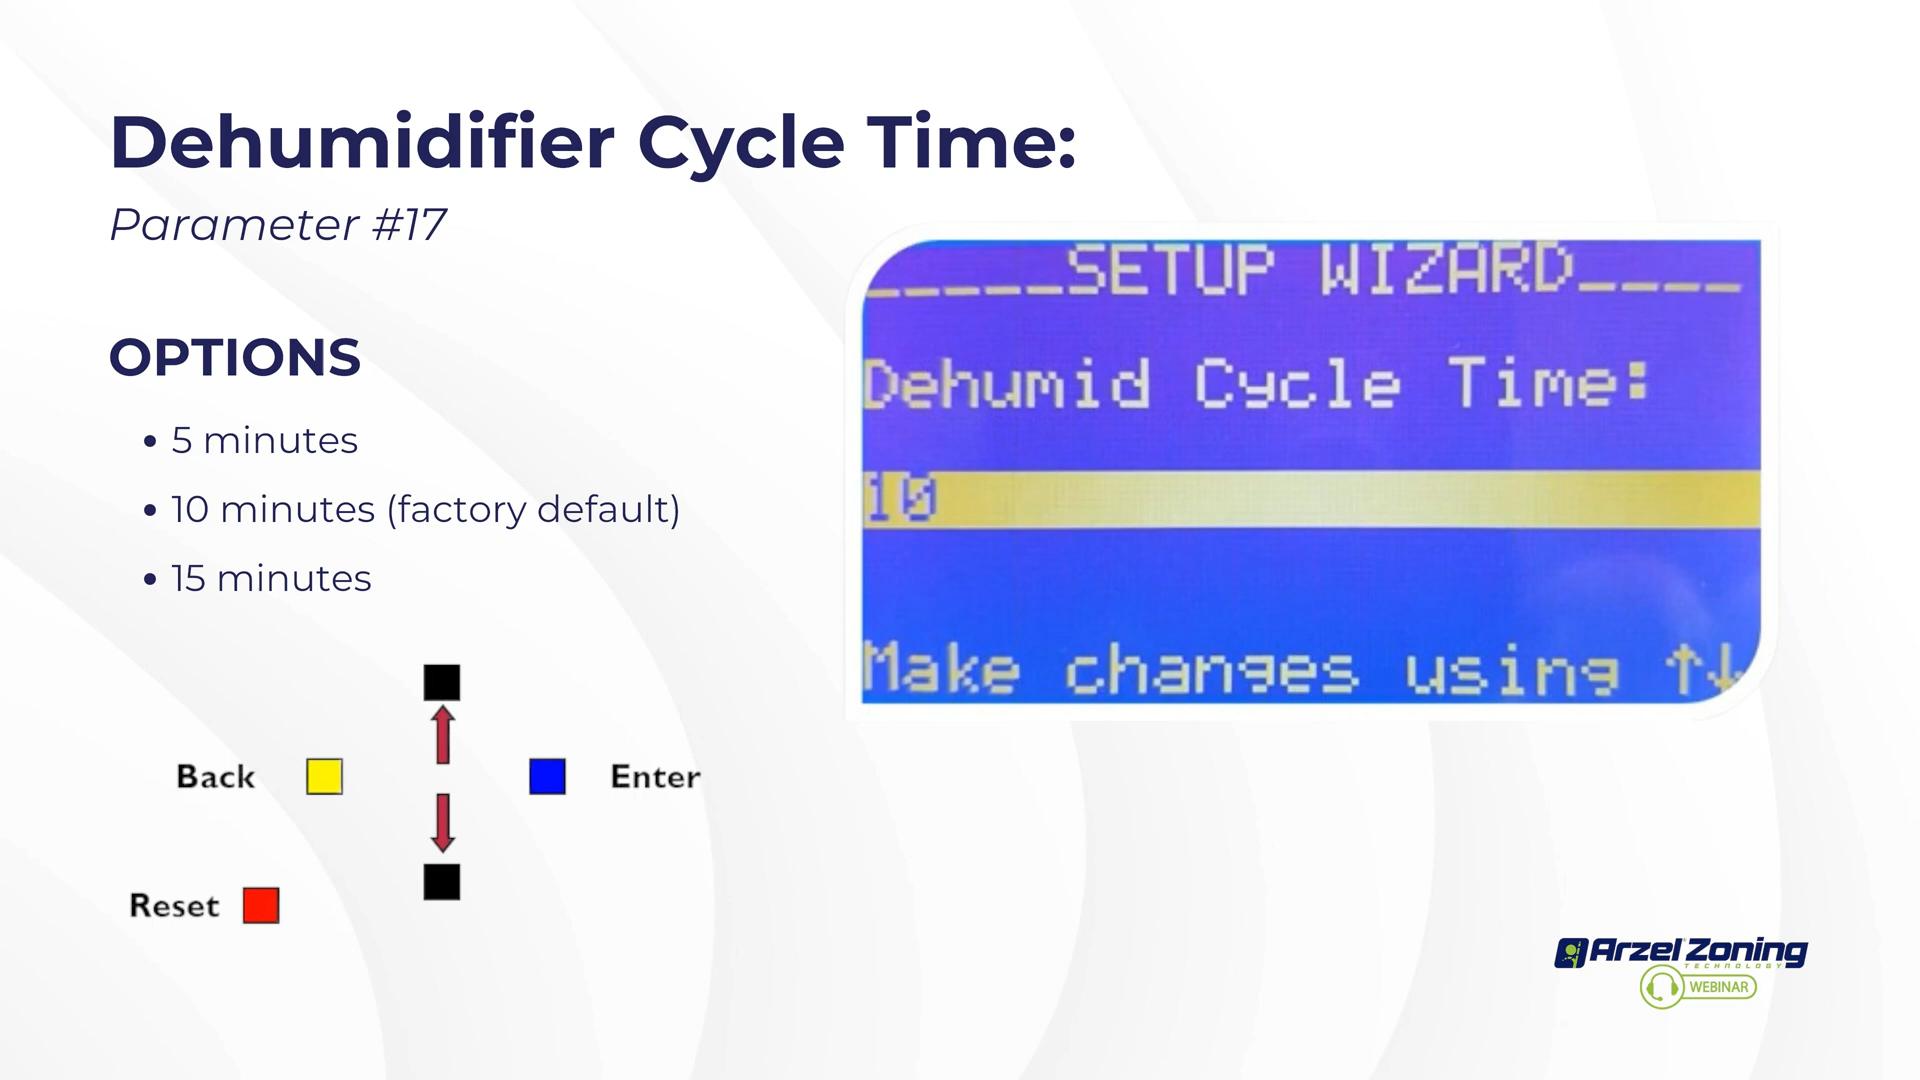 Dehumidifier Cycle Time:
Parameter #17
OPTIONS
• 5 minutes
• 10 minutes (factory default)
• 15 minutes
_____SETUP WIZARD____
Dehumid Cycle Time:
10
Make changes using ↑↓
Back
Enter
Reset
Arzel Zoning
TECHNOLOGY
WEBINAR